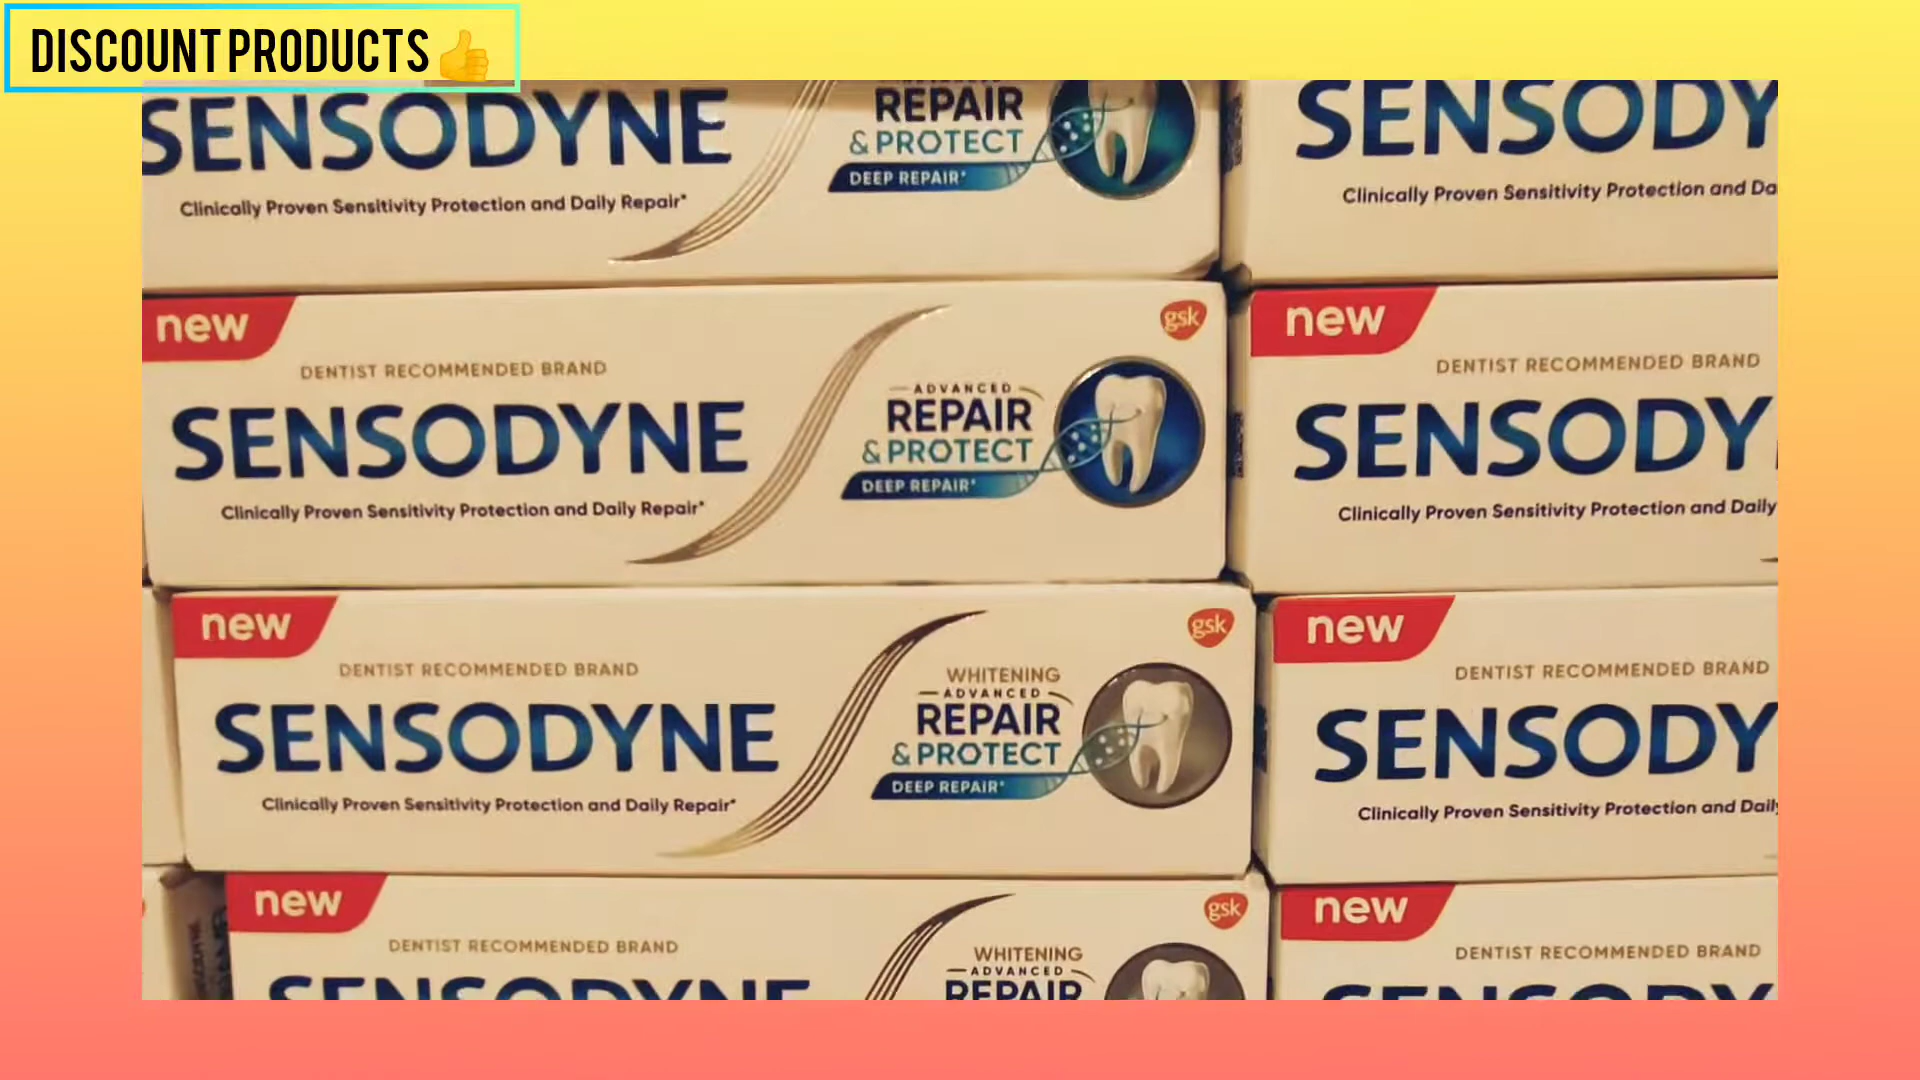 DISCOUNT PRODUCTS👍
SENSODYNE
Clinically Proven Sensitivity Protection and Daily Repair*
REPAIR
& PROTECT
DEEP REPAIR*
SENSODY
Clinically Proven Sensitivity Protection and Da
new
DENTIST RECOMMENDED BRAND
SENSODYNE
Clinically Proven Sensitivity Protection and Daily Repair*
gsk
ADVANCED
REPAIR
& PROTECT
DEEP REPAIR*
new
DENTIST RECOMMENDED BRAND
SENSODY
Clinically Proven Sensitivity Protection and Daily
new
DENTIST RECOMMENDED BRAND
SENSODYNE
Clinically Proven Sensitivity Protection and Daily Repair*
gsk
WHITENING
ADVANCED
REPAIR
& PROTECT
DEEP REPAIR*
new
DENTIST RECOMMENDED BRAND
SENSODY
Clinically Proven Sensitivity Protection and Daily
new
DENTIST RECOMMENDED BRAND
SENSODYNE
gsk
WHITENING
ADVANCED
REPAIR
new
DENTIST RECOMMENDED BRAND
SENSODY